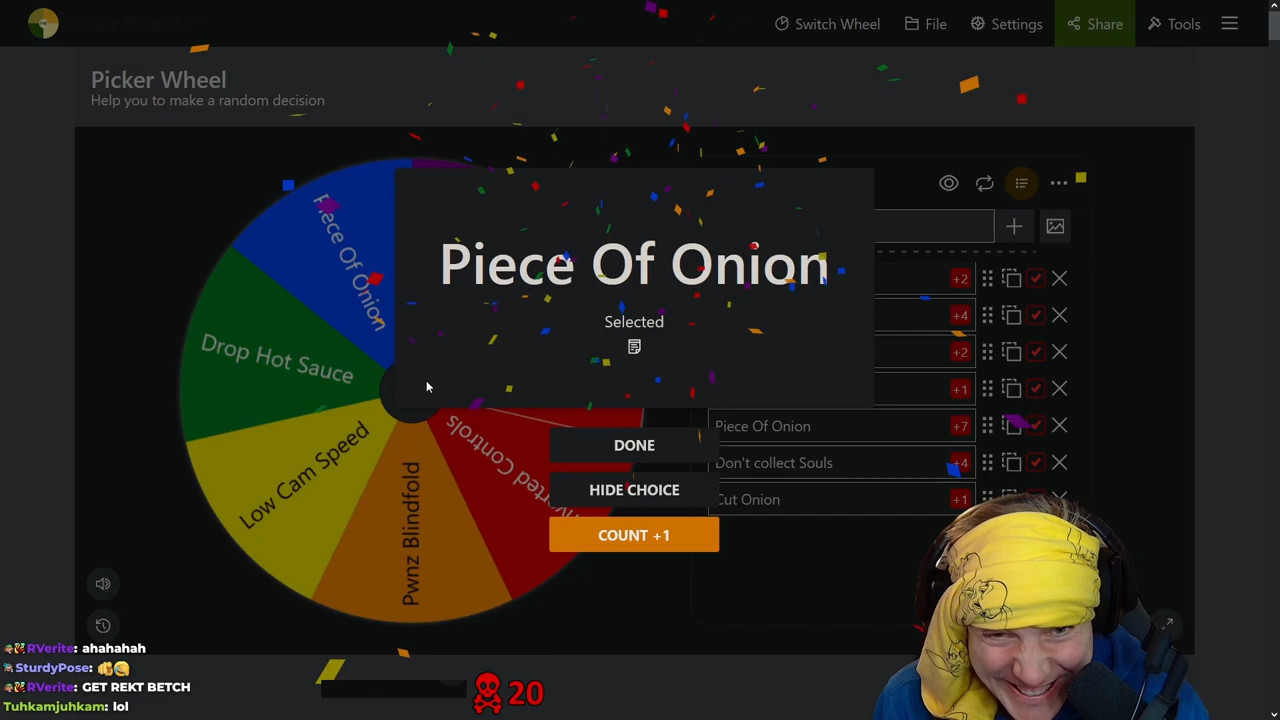 Picker Wheel
Switch Wheel
File
Settings
Share
Tools
Picker Wheel
Help you to make a random decision
Piece Of Onion
Drop Hot Sauce
Low Cam Speed
Pwnz Blindfold
Piece Of Onion
Selected
DONE
HIDE CHOICE
COUNT +1
+2
+4
+2
+1
Piece Of Onion +7
Don't collect Souls +4
Cut Onion +1
RVerite: ahahahah
SturdyPose:
RVerite: GET REKT BETCH
Tuhkamjuhkam: lol
20